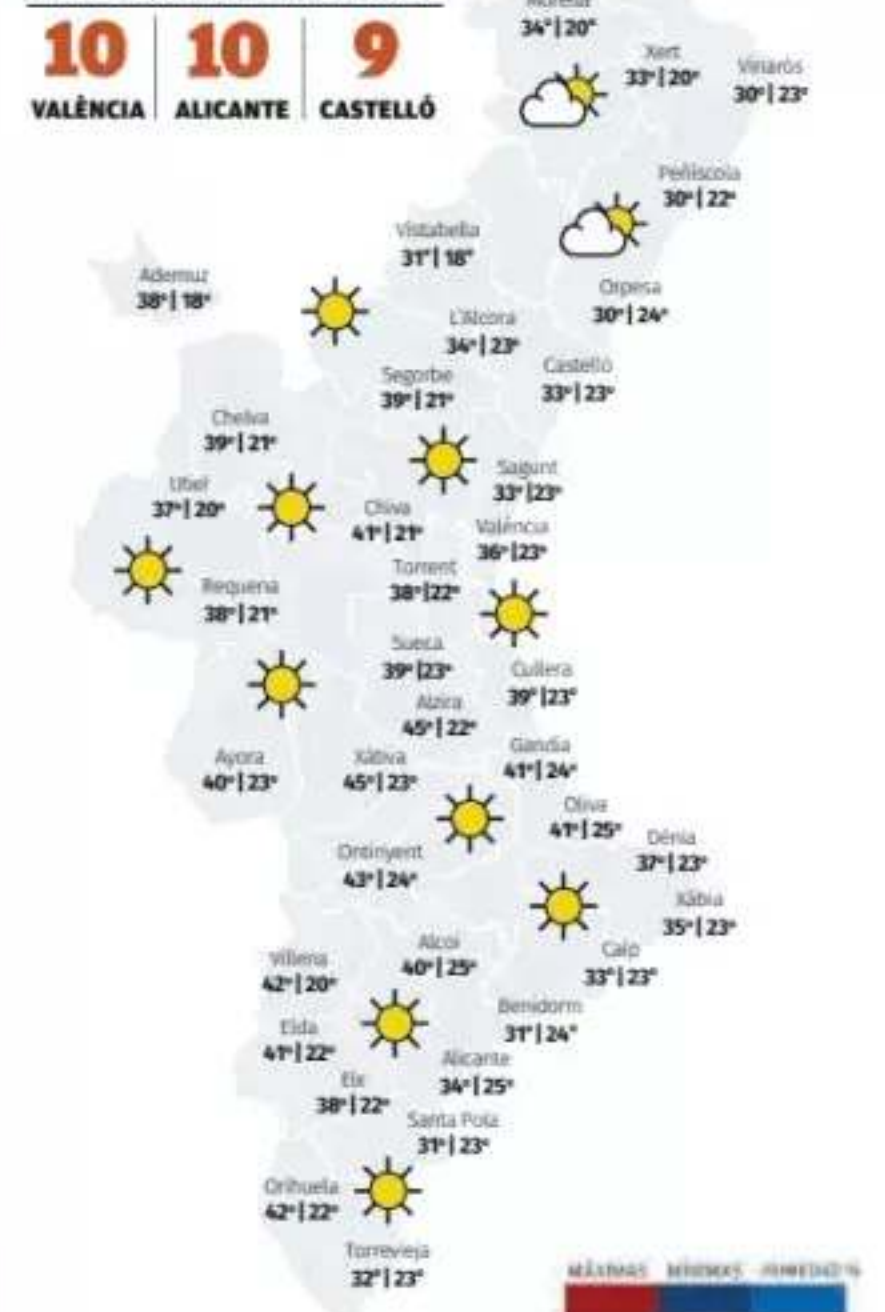 10 10 9
VALÈNCIA ALICANTE CASTELLÓ
Morella
34°|20°
Xert
33°|20°
Vinaròs
30°|23°
Peñíscola
30°|22°
Vistabella
31°|18°
Ademuz
38°|18°
Orpesa
30°|24°
L'Alcora
34°|23°
Castelló
33°|23°
Segorbe
39°|21°
Chelva
39°|21°
Sagunt
33°|23°
Utiel
37°|20°
Chiva
41°|21°
València
36°|23°
Torrent
38°|22°
Requena
38°|21°
Sueca
39°|23°
Cullera
39°|23°
Alzira
45°|22°
Gandia
41°|24°
Ayora
40°|23°
Xàtiva
45°|23°
Oliva
41°|25°
Dénia
37°|23°
Ontinyent
43°|24°
Xàbia
35°|23°
Alcoi
40°|25°
Calp
33°|23°
Villena
42°|20°
Benidorm
31°|24°
Elda
41°|22°
Alicante
34°|25°
Elx
38°|22°
Santa Pola
31°|23°
Orihuela
42°|22°
Torrevieja
32°|23°
MÁXIMAS MÍNIMAS HUMEDAD %